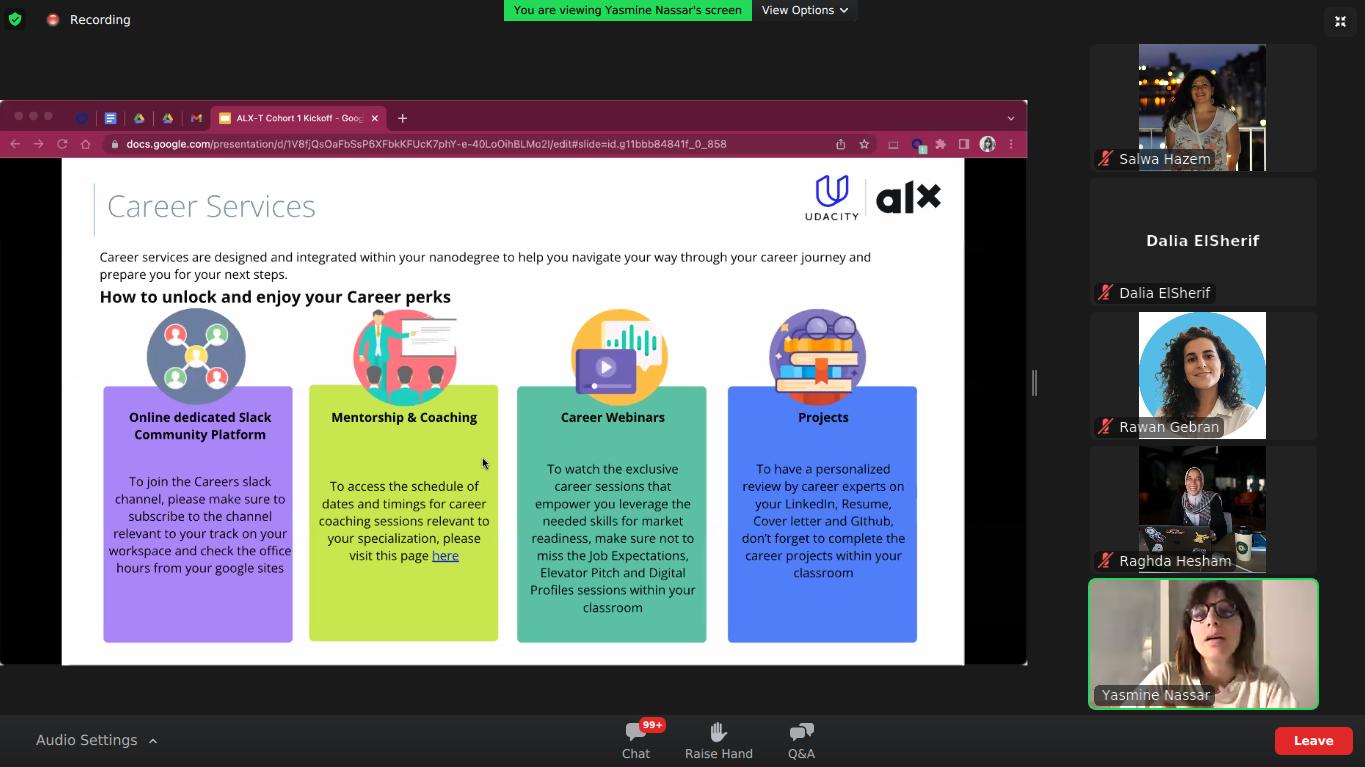 Recording
You are viewing Yasmine Nassar's screen
View Options
ALX-T Cohort 1 Kickoff - Goog
docs.google.com/presentation/d/1V8fjQsOaFbSsP6XFbkKFUcK7phY-e-40LoOihBLMo2I/edit#slide=id.g11bbb84841f_0_858
Career Services
UDACITY
alx
Career services are designed and integrated within your nanodegree to help you navigate your way through your career journey and
prepare you for your next steps.
How to unlock and enjoy your Career perks
Online dedicated Slack
Community Platform
To join the Careers slack
channel, please make sure to
subscribe to the channel
relevant to your track on your
workspace and check the office
hours from your google sites
Mentorship & Coaching
To access the schedule of
dates and timings for career
coaching sessions relevant to
your specialization, please
visit this page here
Career Webinars
To watch the exclusive
career sessions that
empower you leverage the
needed skills for market
readiness, make sure not to
miss the Job Expectations,
Elevator Pitch and Digital
Profiles sessions within your
classroom
Projects
To have a personalized
review by career experts on
your LinkedIn, Resume,
Cover letter and GIthub,
don't forget to complete the
career projects within your
classroom
Salwa Hazem
Dalia ElSherif
Dalia ElSherif
Rawan Gebran
Raghda Hesham
Yasmine Nassar
Audio Settings
99+
Chat
Raise Hand
Q&A
Leave